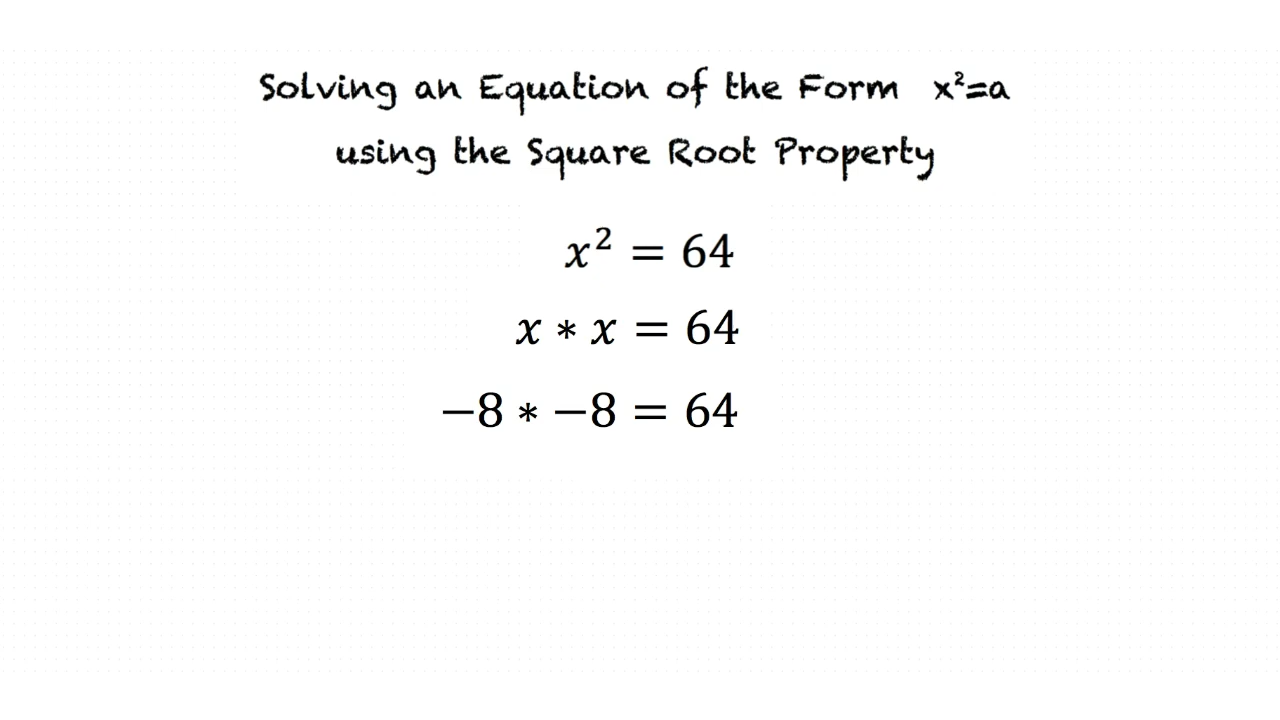 Solving an Equation of the Form x²=a
using the Square Root Property
x² = 64
x * x = 64
−8 * −8 = 64